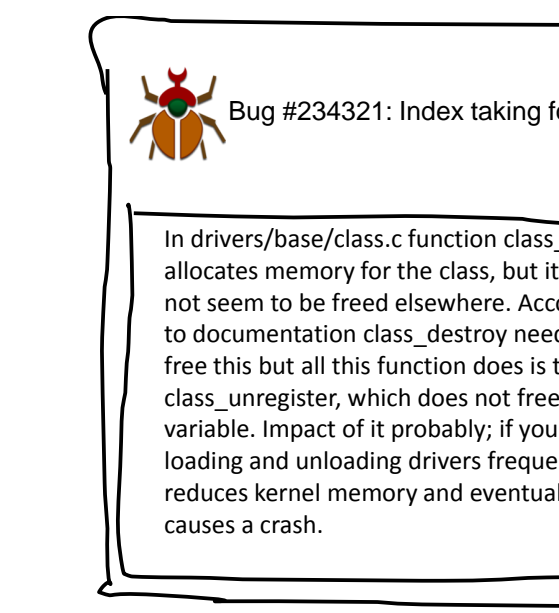 Bug #234321: Index taking f
In drivers/base/class.c function class_
allocates memory for the class, but it
not seem to be freed elsewhere. Acc
to documentation class_destroy nee
free this but all this function does is t
class_unregister, which does not free
variable. Impact of it probably; if you
loading and unloading drivers freque
reduces kernel memory and eventual
causes a crash.